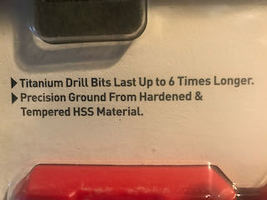 Titanium Drill Bits Last Up to 6 Times Longer.
Precision Ground From Hardened &
Tempered HSS Material.